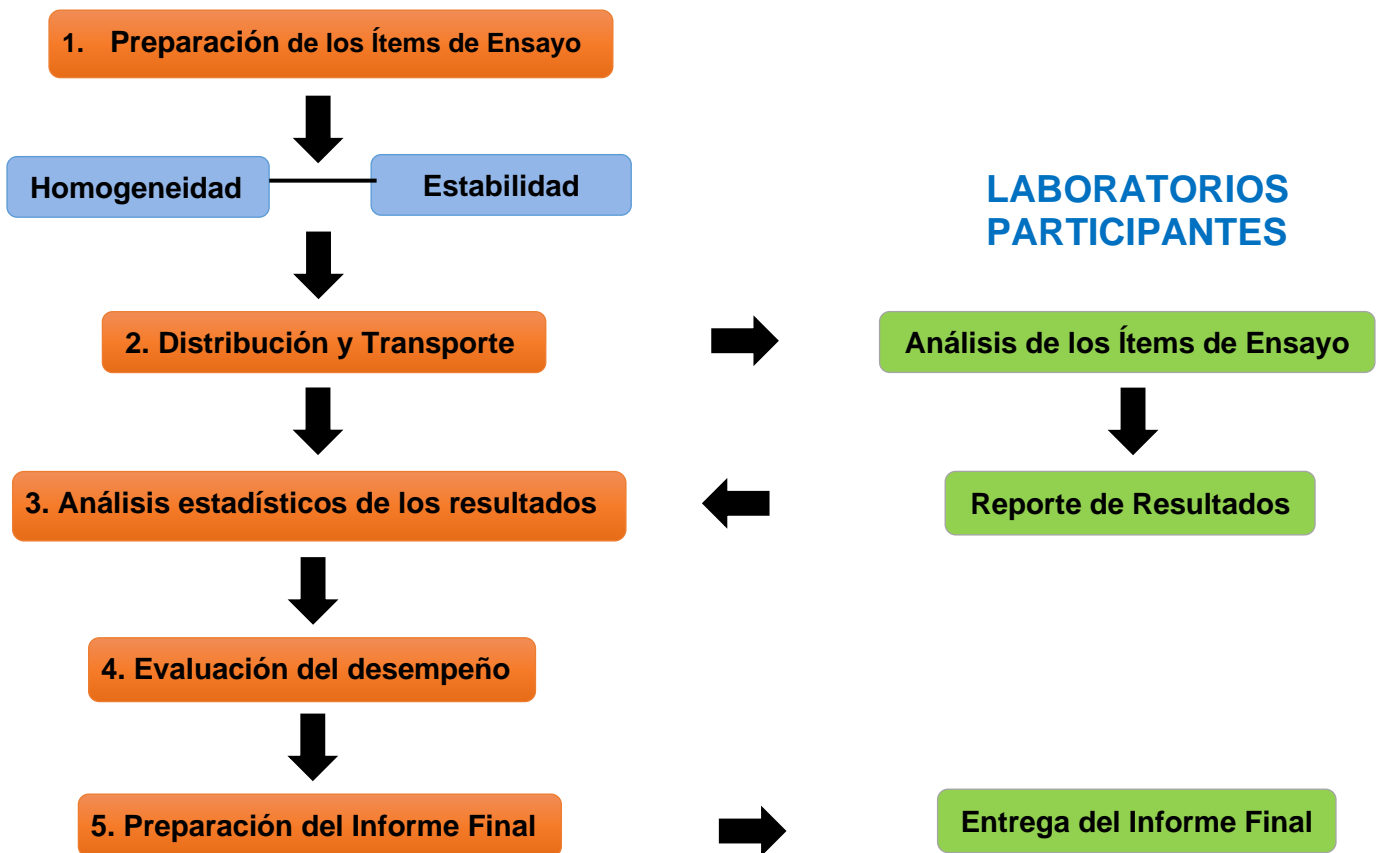 1. Preparación de los Ítems de Ensayo
Homogeneidad
Estabilidad
LABORATORIOS
PARTICIPANTES
2. Distribución y Transporte
Análisis de los Ítems de Ensayo
3. Análisis estadísticos de los resultados
Reporte de Resultados
4. Evaluación del desempeño
5. Preparación del Informe Final
Entrega del Informe Final